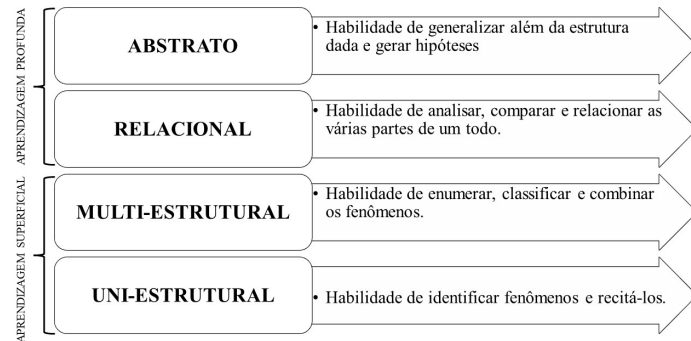 APRENDIZAGEM PROFUNDA
ABSTRATO
• Habilidade de generalizar além da estrutura
dada e gerar hipóteses
RELACIONAL
• Habilidade de analisar, comparar e relacionar as
várias partes de um todo.
APRENDIZAGEM SUPERFICIAL
MULTI-ESTRUTURAL
• Habilidade de enumerar, classificar e combinar
os fenômenos.
UNI-ESTRUTURAL
• Habilidade de identificar fenômenos e recitá-los.